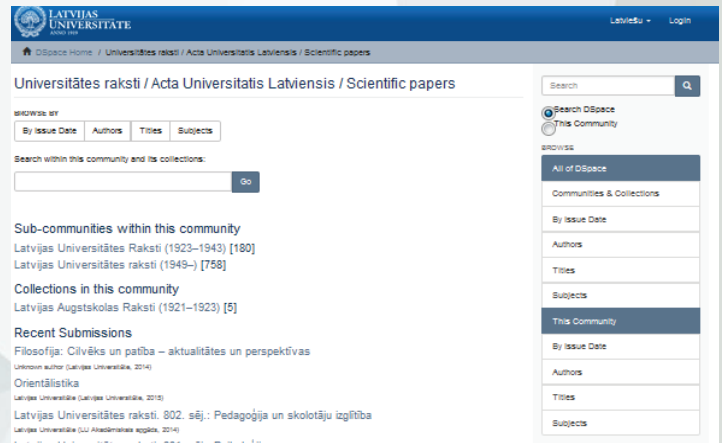 LATVIJAS
UNIVERSITĀTE
ANNO 1919
Latviešu
Login
DSpace Home / Universitātes raksti / Acta Universitatis Latviensis / Scientific papers
Universitātes raksti / Acta Universitatis Latviensis / Scientific papers
BROWSE BY
By Issue Date Authors Titles Subjects
Search within this community and its collections:
Go
Sub-communities within this community
Latvijas Universitātes Raksti (1923–1943) [180]
Latvijas Universitātes raksti (1949–) [758]
Collections in this community
Latvijas Augstskolas Raksti (1921–1923) [5]
Recent Submissions
Filosofija: Cilvēks un patība – aktualitātes un perspektīvas
Unknown author (Latvijas Universitāte, 2014)
Orientālistika
Latvijas Universitāte (Latvijas Universitāte, 2015)
Latvijas Universitātes raksti. 802. sēj.: Pedagoģija un skolotāju izglītība
Latvijas Universitāte (LU Akadēmiskais apgāds, 2014)
Search
Search DSpace
This Community
BROWSE
All of DSpace
Communities & Collections
By Issue Date
Authors
Titles
Subjects
This Community
By Issue Date
Authors
Titles
Subjects